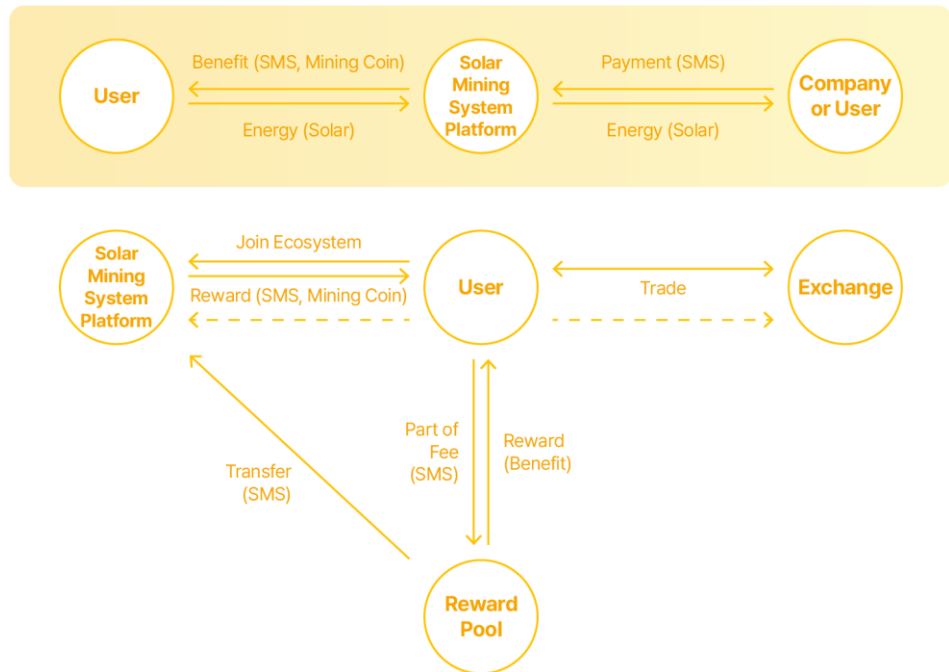 Benefit (SMS, Mining Coin)
User
Energy (Solar)
Solar
Mining
System
Platform
Payment (SMS)
Energy (Solar)
Company
or User
Solar
Mining
System
Platform
Join Ecosystem
Reward (SMS, Mining Coin)
User
Trade
Exchange
Transfer
(SMS)
Part of
Fee
(SMS)
Reward
(Benefit)
Reward
Pool